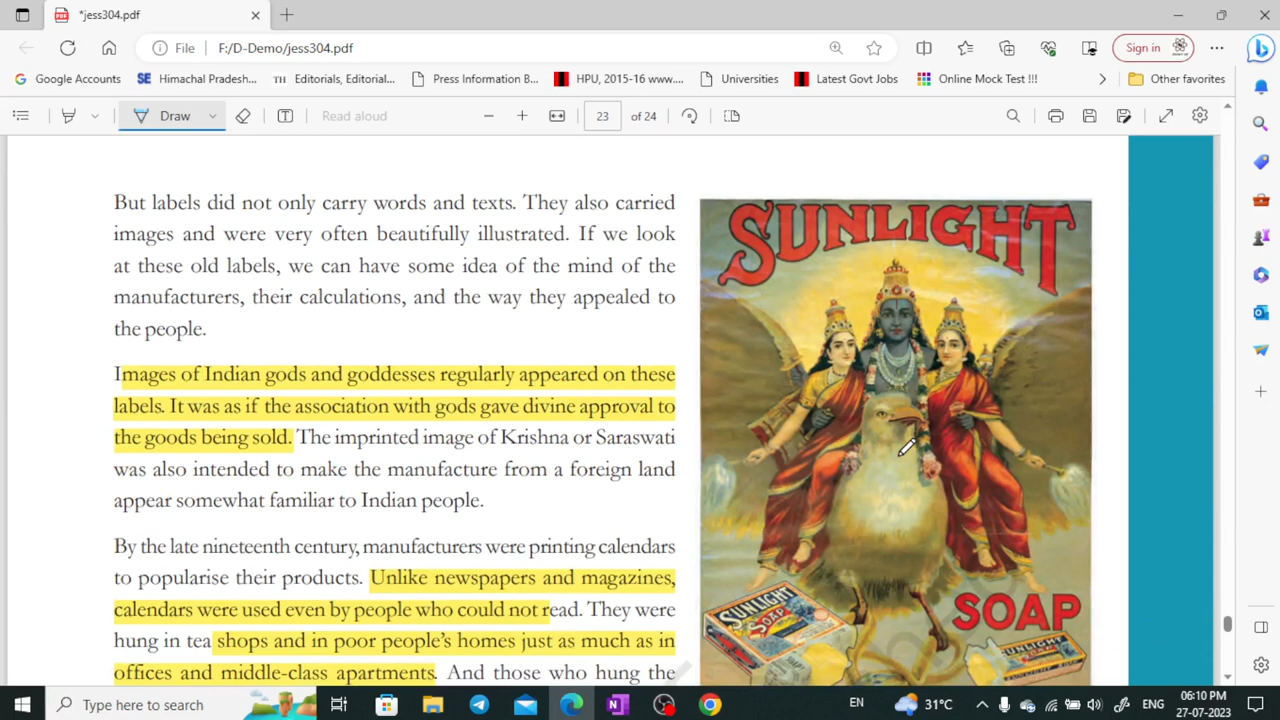 *jess304.pdf
File F:/D-Demo/jess304.pdf Sign in
Google Accounts SE Himachal Pradesh... TH Editorials, Editorial... Press Information B... HPU, 2015-16 www.... Universities Latest Govt Jobs Online Mock Test !!! Other favorites
Draw Read aloud 23 of 24
But labels did not only carry words and texts. They also carried
images and were very often beautifully illustrated. If we look
at these old labels, we can have some idea of the mind of the
manufacturers, their calculations, and the way they appealed to
the people.
Images of Indian gods and goddesses regularly appeared on these
labels. It was as if the association with gods gave divine approval to
the goods being sold. The imprinted image of Krishna or Saraswati
was also intended to make the manufacture from a foreign land
appear somewhat familiar to Indian people.
By the late nineteenth century, manufacturers were printing calendars
to popularise their products. Unlike newspapers and magazines,
calendars were used even by people who could not read. They were
hung in tea shops and in poor people's homes just as much as in
offices and middle-class apartments. And those who hung the
SUNLIGHT
SOAP
SUNLIGHT
SOAP
SUNLIGHT
Type here to search
EN 31°C ENG 06:10 PM
27-07-2023